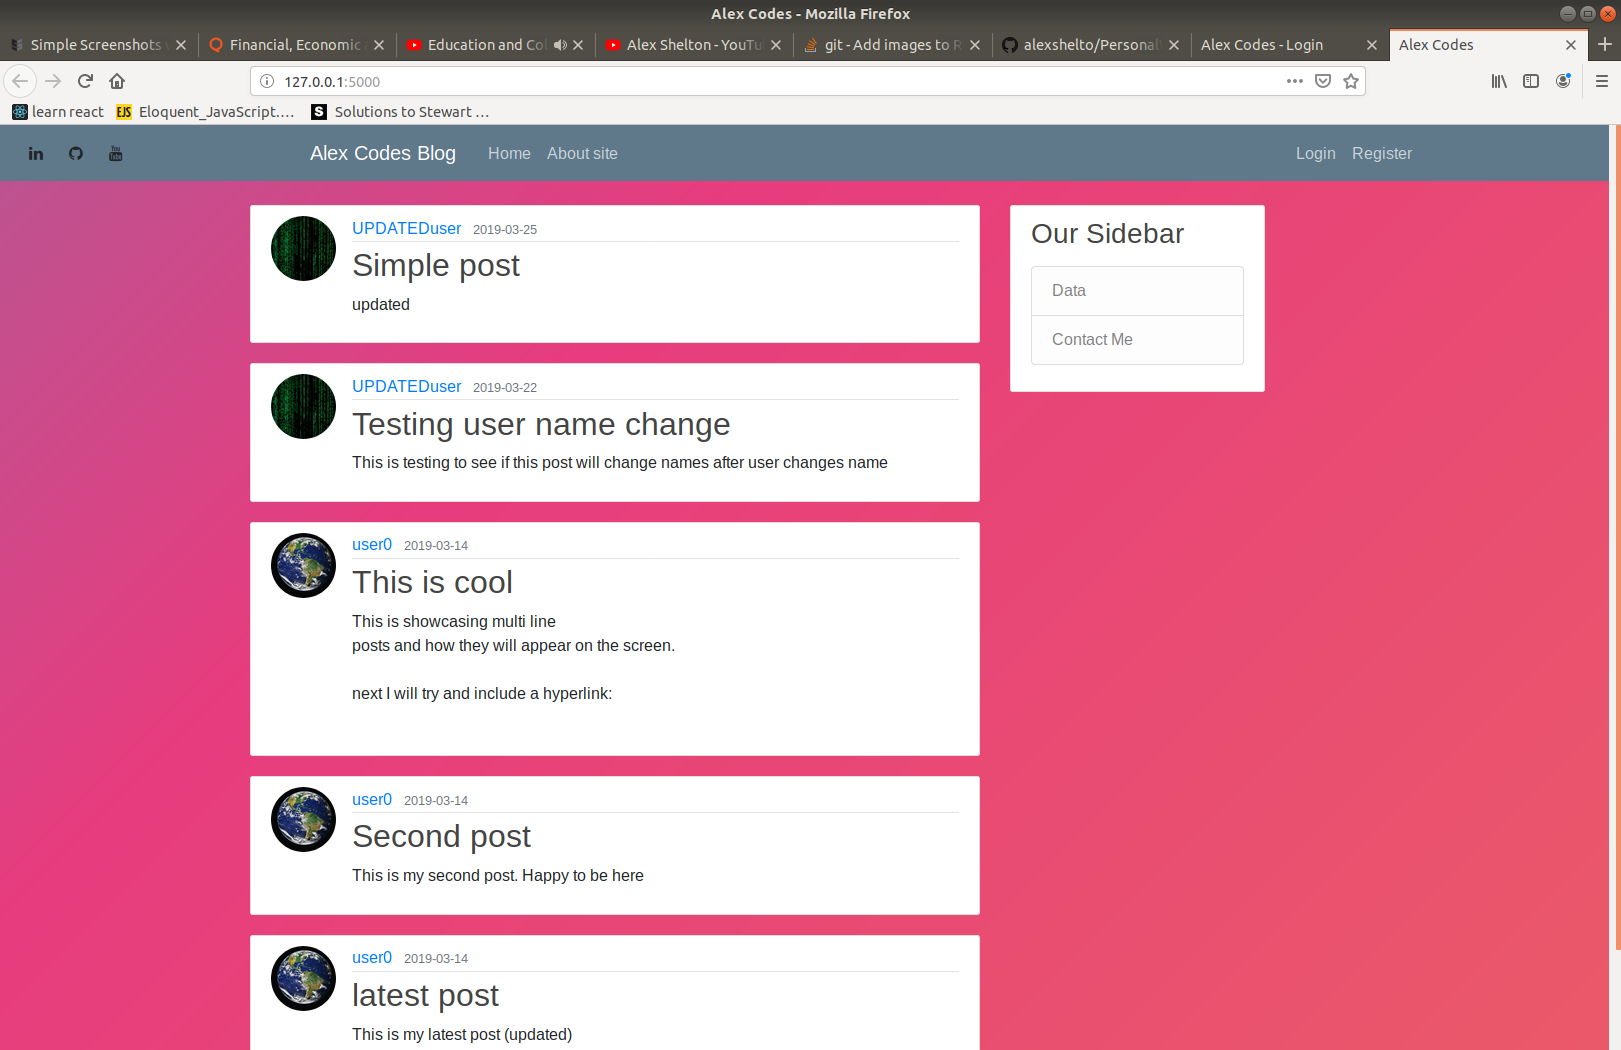 Alex Codes - Mozilla Firefox
Simple Screenshots
Financial, Economic
Education and Col
Alex Shelton - YouTu
git - Add images to R
alexshelto/Personal
Alex Codes - Login
Alex Codes
127.0.0.1:5000
learn react
EJS
Eloquent_JavaScript....
S
Solutions to Stewart ...
in
You Tube
Alex Codes Blog
Home
About site
Login
Register
UPDATEDuser 2019-03-25
Simple post
updated
UPDATEDuser 2019-03-22
Testing user name change
This is testing to see if this post will change names after user changes name
user0 2019-03-14
This is cool
This is showcasing multi line
posts and how they will appear on the screen.
next I will try and include a hyperlink:
user0 2019-03-14
Second post
This is my second post. Happy to be here
user0 2019-03-14
latest post
This is my latest post (updated)
Our Sidebar
Data
Contact Me